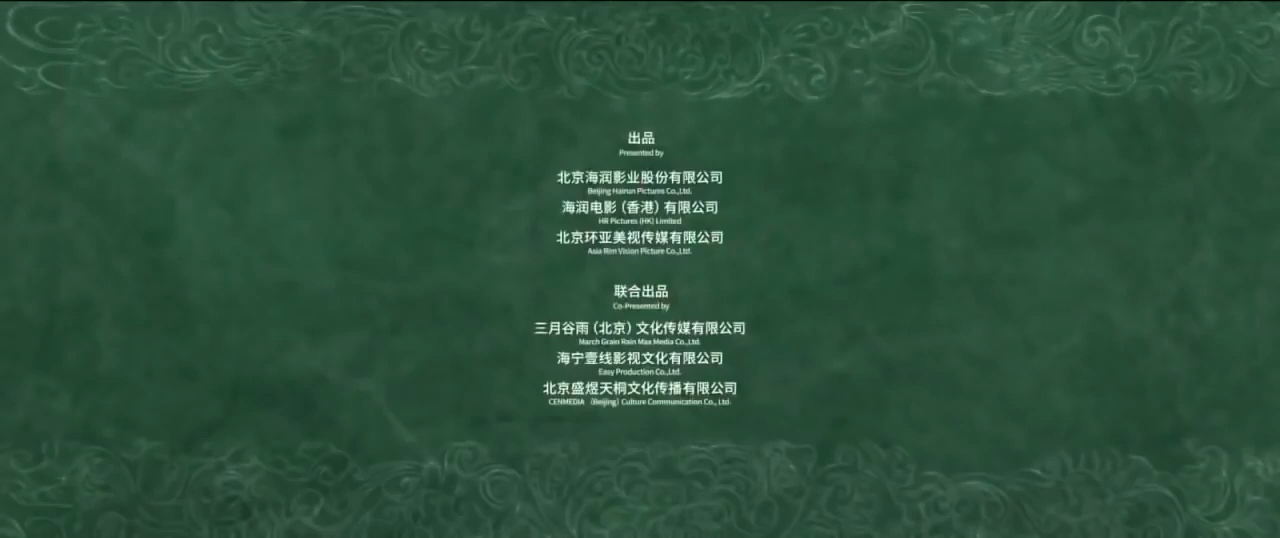 出品
Presented by
北京海润影业股份有限公司
Beijing Hairun Pictures Co.,Ltd.
海润电影（香港）有限公司
HR Pictures (HK) Limited
北京环亚美视传媒有限公司
Asia Rim Vision Picture Co.,Ltd.
联合出品
Co-Presented by
三月谷雨（北京）文化传媒有限公司
March Grain Rain Max Media Co.,Ltd.
海宁壹线影视文化有限公司
Easy Production Co.,Ltd.
北京盛煜天桐文化传播有限公司
CENMEDIA （Beijing）Culture Communication Co., Ltd.